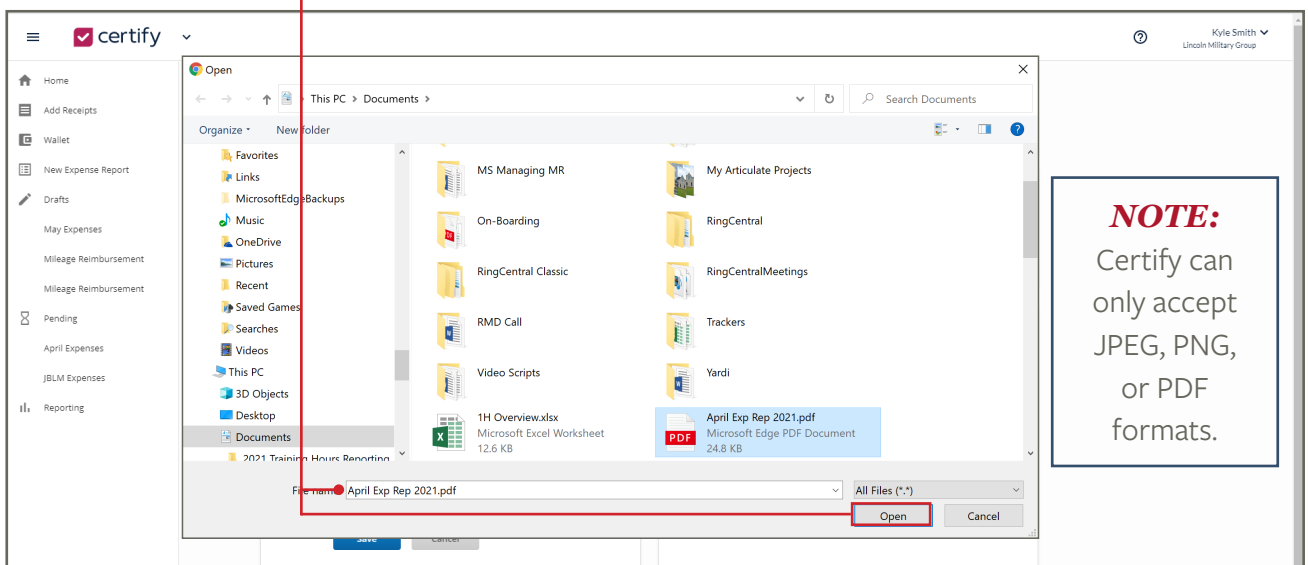 certify
Kyle Smith
Lincoln Military Group
Home
Add Receipts
Wallet
New Expense Report
Drafts
May Expenses
Mileage Reimbursement
Mileage Reimbursement
Pending
April Expenses
JBLM Expenses
Reporting
Open
This PC > Documents >
Search Documents
Organize
New folder
Favorites
Links
MicrosoftEdgeBackups
Music
OneDrive
Pictures
Recent
Saved Games
Searches
Videos
This PC
3D Objects
Desktop
Documents
2021 Training Hours Reporting
MS Managing MR
My Articulate Projects
On-Boarding
RingCentral
RingCentral Classic
RingCentralMeetings
RMD Call
Trackers
Video Scripts
Yardi
1H Overview.xlsx
Microsoft Excel Worksheet
12.6 KB
April Exp Rep 2021.pdf
Microsoft Edge PDF Document
24.8 KB
File name: April Exp Rep 2021.pdf
All Files (*.*)
Open
Cancel
Save
Cancel
NOTE:
Certify can
only accept
JPEG, PNG,
or PDF
formats.